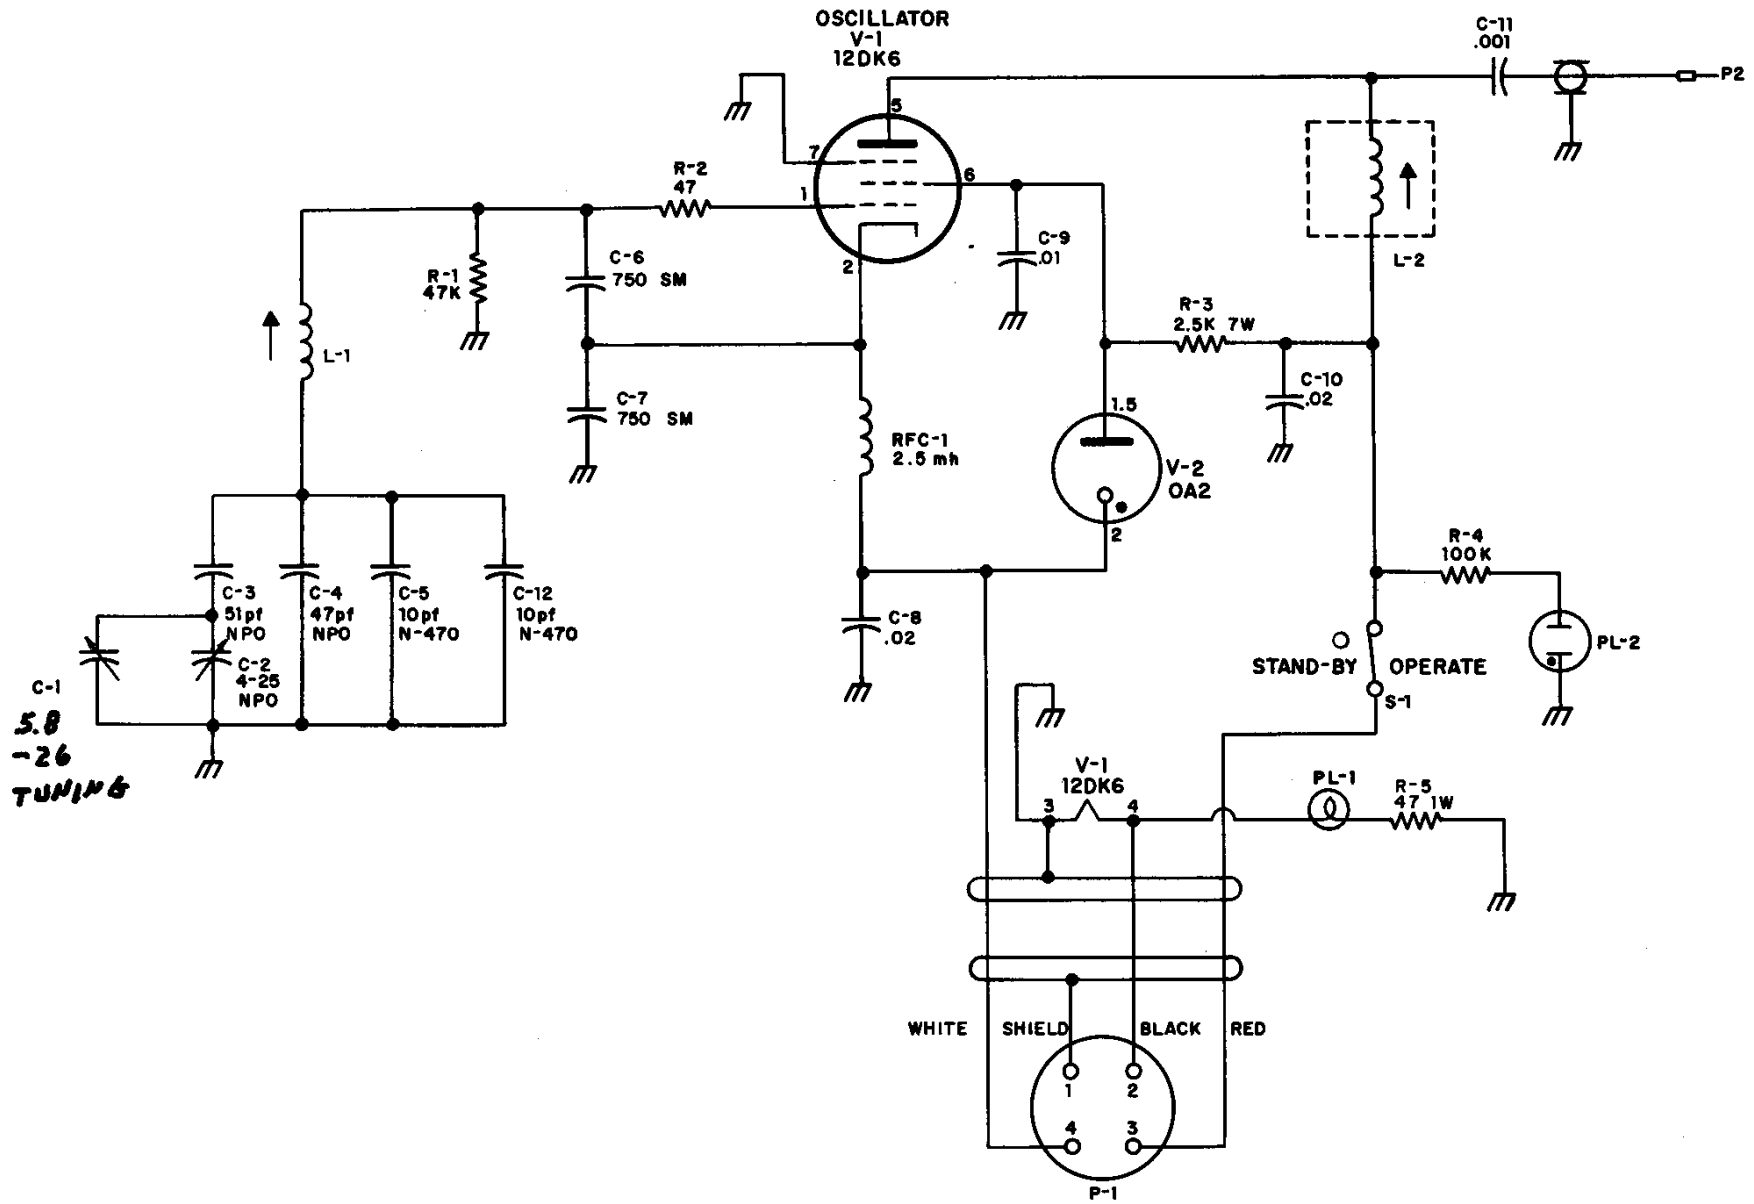 OSCILLATOR
V-1
12DK6
C-11
.001
P2
5
7
R-2
47
1
6
2
C-9
.01
L-2
C-6
750 SM
R-1
47K
R-3
2.5K 7W
L-1
C-7
750 SM
C-10
.02
1.5
RFC-1
2.5 mh
V-2
OA2
2
R-4
100K
C-3
51pf
NPO
C-4
47pf
NPO
C-5
10pf
N-470
C-12
10pf
N-470
C-8
.02
PL-2
STAND-BY
OPERATE
S-1
C-1
5.8
-26
TUNING
C-2
4-25
NPO
V-1
12DK6
3
4
PL-1
R-5
47 1W
WHITE
SHIELD
BLACK
RED
1
2
4
3
P-1